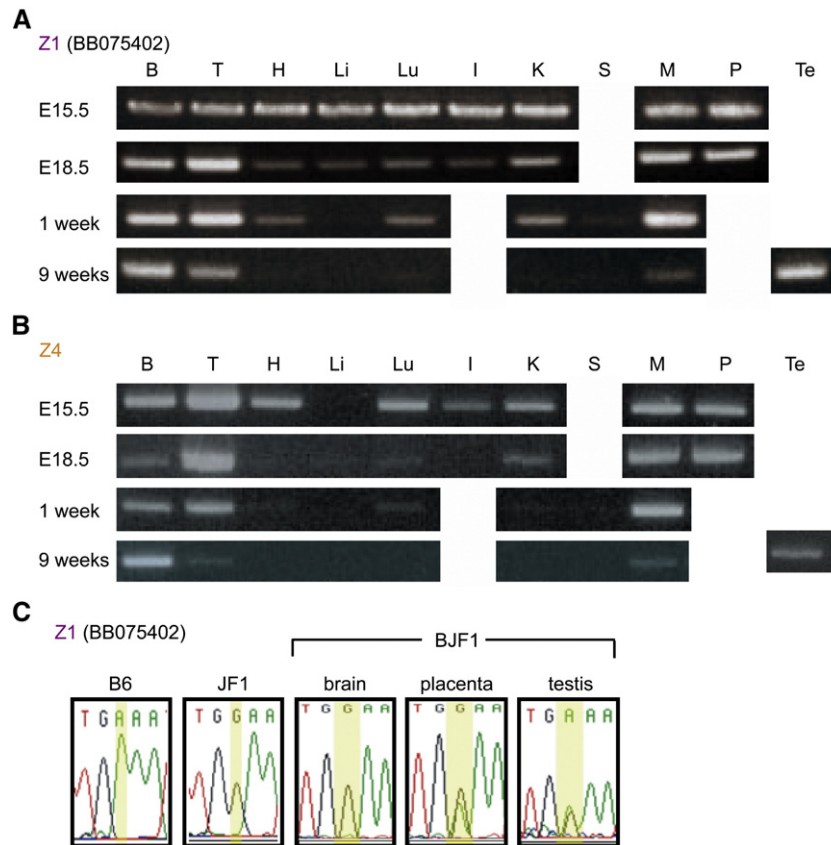 A
Z1 (BB075402)
B T H Li Lu I K S M P Te
E15.5
E18.5
1 week
9 weeks
B
Z4
B T H Li Lu I K S M P Te
E15.5
E18.5
1 week
9 weeks
C
Z1 (BB075402)
BJF1
B6 JF1 brain placenta testis
T G A A A T G G A A T G G A A T G G A A T G A A A